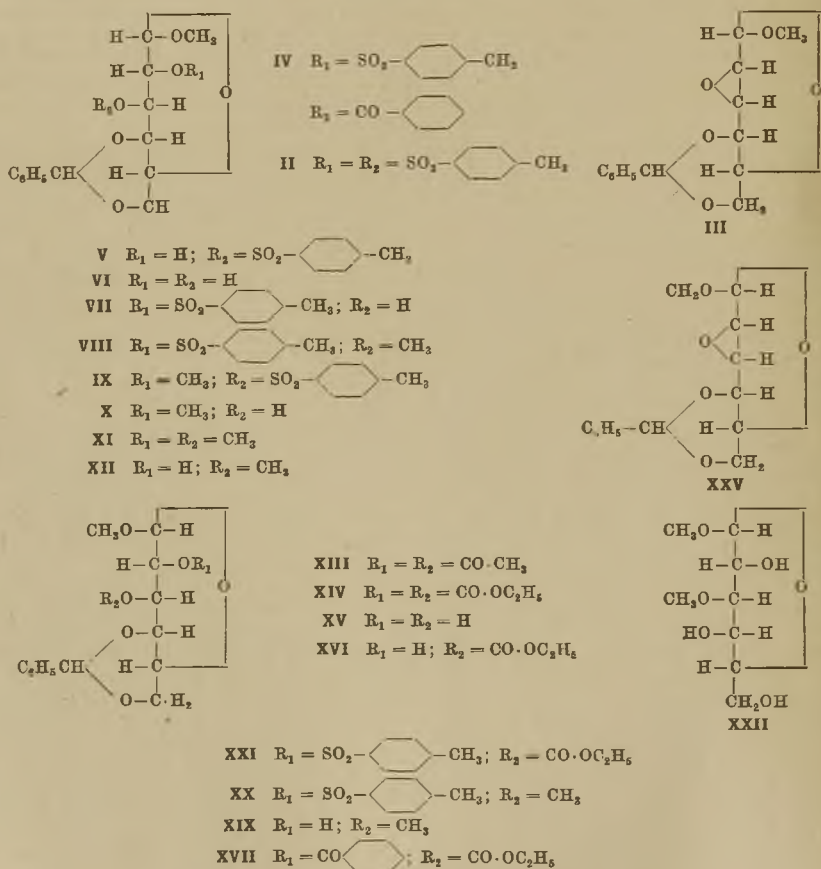 H-C-OCH3
H-C-OR1
R2O-C-H
O-C-H
C6H5CH
H-C
O-CH
O
IV R1 = SO2- -CH3
R2 = CO-
II R1 = R2 = SO2- -CH3
H-C-OCH3
C-H
O
C-H
O-C-H
C6H5CH
H-C
O-CH2
O
III
V R1 = H; R2 = SO2- -CH3
VI R1 = R2 = H
VII R1 = SO2- -CH3; R2 = H
VIII R1 = SO2- -CH3; R2 = CH3
IX R1 = CH3; R2 = SO2- -CH3
X R1 = CH3; R2 = H
XI R1 = R2 = CH3
XII R1 = H; R2 = CH3
CH3O-C-H
C-H
O
C-H
O-C-H
C6H5-CH
H-C
O-CH2
O
XXV
CH3O-C-H
H-C-OR1
R2O-C-H
O-C-H
C6H5CH
H-C
O-C·H2
O
XIII R1 = R2 = CO·CH3
XIV R1 = R2 = CO·OC2H5
XV R1 = R2 = H
XVI R1 = H; R2 = CO·OC2H5
CH3O-C-H
H-C-OH
CH3O-C-H
HO-C-H
H-C
CH2OH
O
XXII
XXI R1 = SO2- -CH3; R2 = CO·OC2H5
XX R1 = SO2- -CH3; R2 = CH3
XIX R1 = H; R2 = CH3
XVII R1 = CO ; R2 = CO·OC2H5